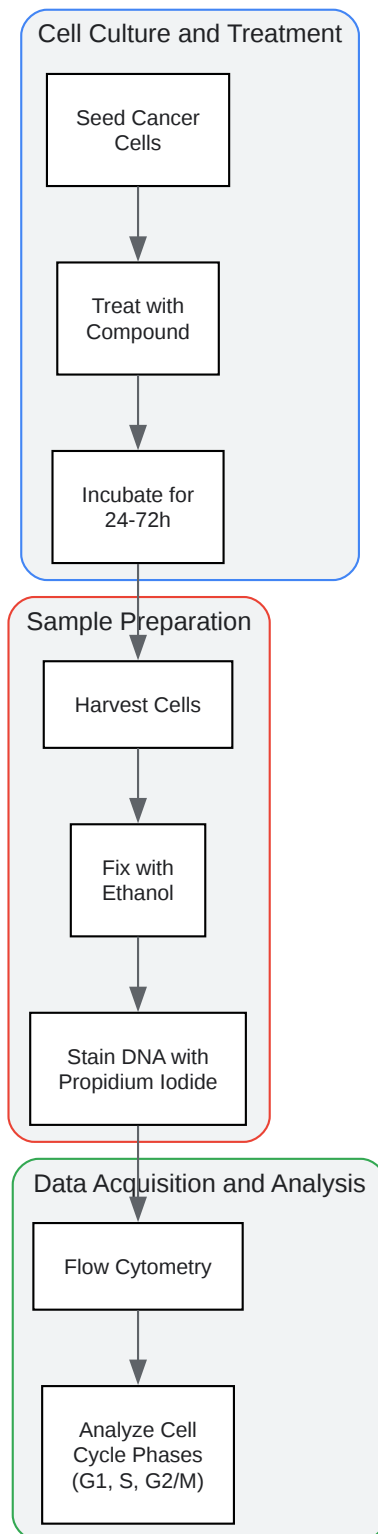 Cell Culture and Treatment
Seed Cancer
Cells
Treat with
Compound
Incubate for
24-72h
Sample Preparation
Harvest Cells
Fix with
Ethanol
Stain DNA with
Propidium Iodide
Data Acquisition and Analysis
Flow Cytometry
Analyze Cell
Cycle Phases
(G1, S, G2/M)